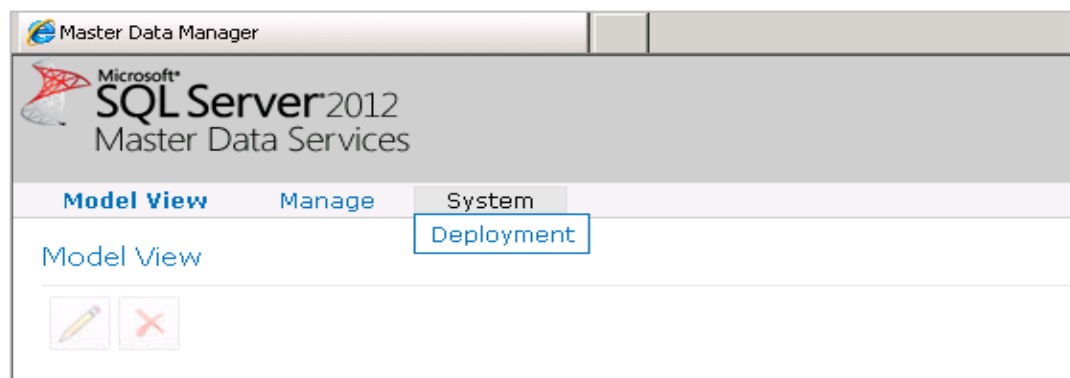 Master Data Manager
Microsoft®
SQL Server 2012
Master Data Services
Model View Manage System
Deployment
Model View